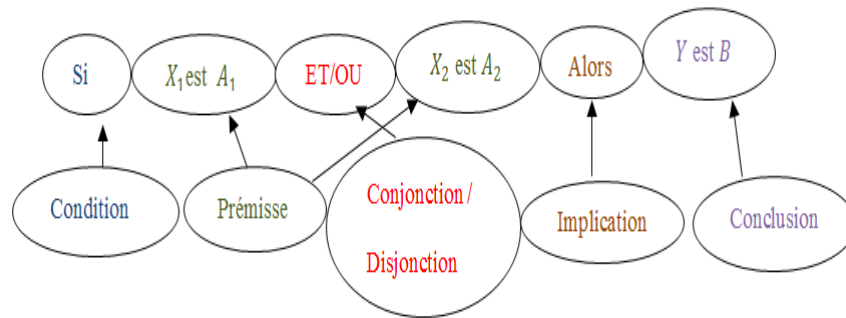 Si X₁ est A₁ ET/OU X₂ est A₂ Alors Y est B
Condition
Prémisse
Conjonction /
Disjonction
Implication
Conclusion